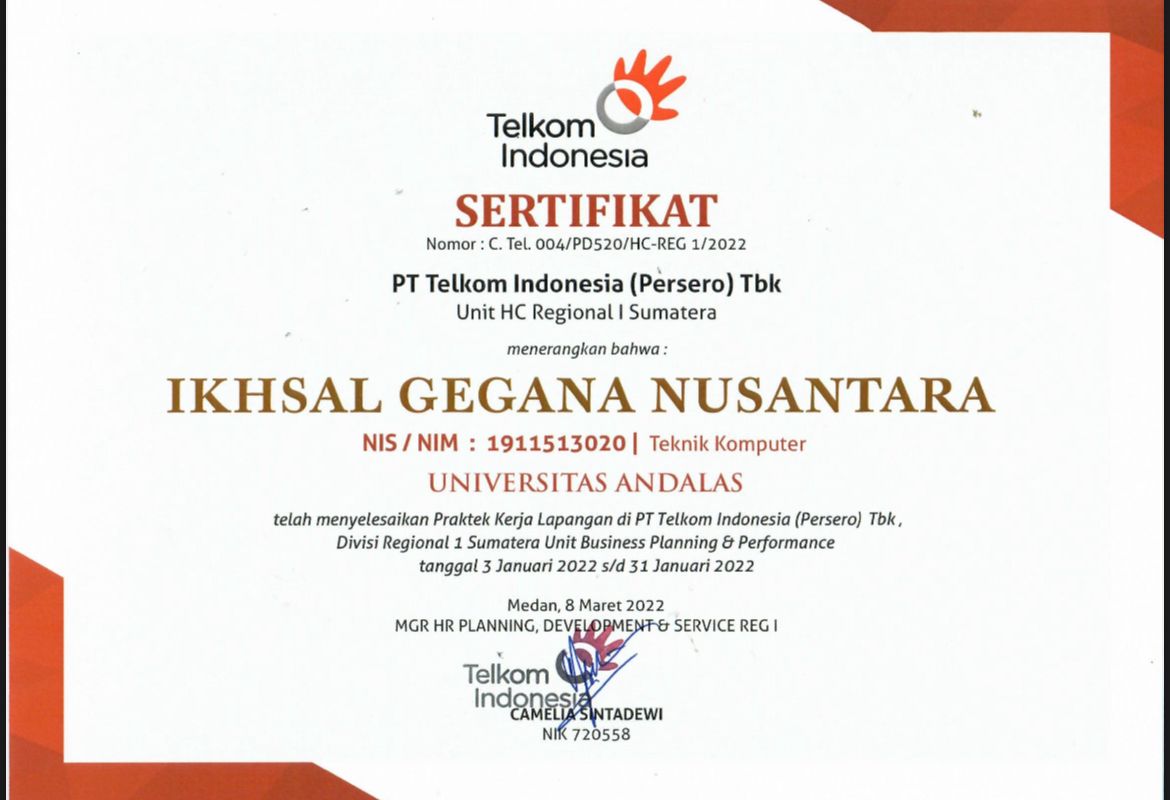 Telkom
Indonesia
SERTIFIKAT
Nomor : C. Tel. 004/PD520/HC-REG 1/2022
PT Telkom Indonesia (Persero) Tbk
Unit HC Regional I Sumatera
menerangkan bahwa :
IKHSAL GEGANA NUSANTARA
NIS / NIM : 1911513020 | Teknik Komputer
UNIVERSITAS ANDALAS
telah menyelesaikan Praktek Kerja Lapangan di PT Telkom Indonesia (Persero) Tbk ,
Divisi Regional 1 Sumatera Unit Business Planning & Performance
tanggal 3 Januari 2022 s/d 31 Januari 2022
Medan, 8 Maret 2022
MGR HR PLANNING, DEVELOPMENT & SERVICE REG I
Telkom
Indonesia
CAMELIA SINTADEWI
NIK 720558